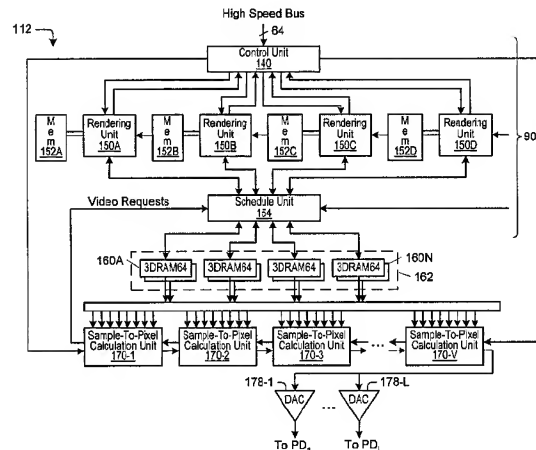 High Speed Bus
112
64
Control Unit
140
Mem 152A
Rendering Unit 150A
Mem 152B
Rendering Unit 150B
Mem 152C
Rendering Unit 150C
Mem 152D
Rendering Unit 150D
90
Video Requests
Schedule Unit
154
160A
3DRAM64
3DRAM64
3DRAM64
3DRAM64
160N
162
Sample-To-Pixel Calculation Unit 170-1
Sample-To-Pixel Calculation Unit 170-2
Sample-To-Pixel Calculation Unit 170-3
...
Sample-To-Pixel Calculation Unit 170-V
178-1
DAC
...
178-L
DAC
To PD
To PD